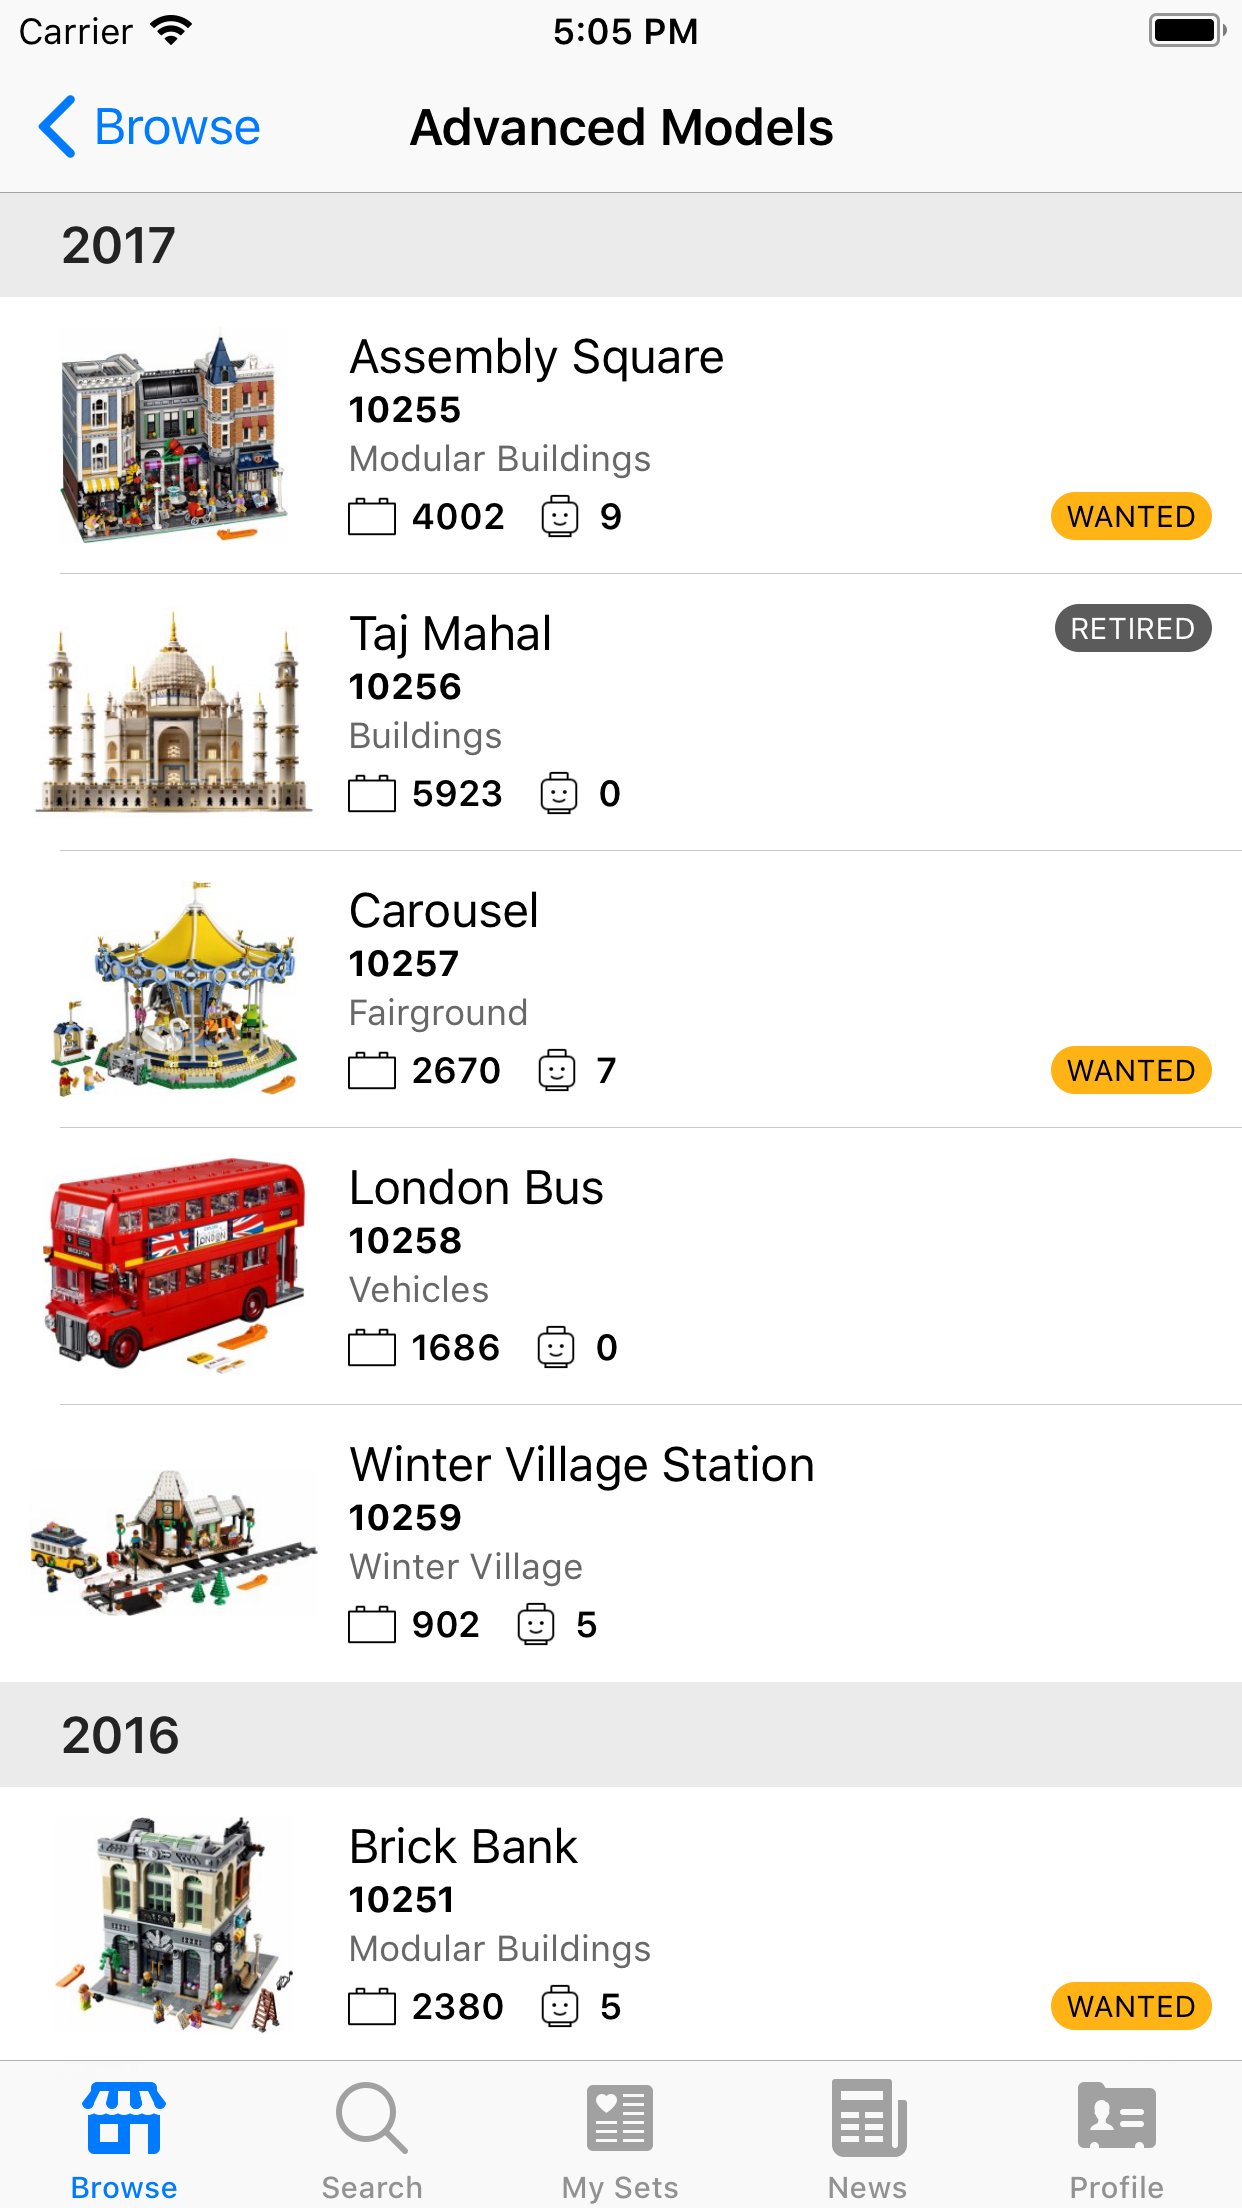 Carrier 5:05 PM
Browse Advanced Models
2017
Assembly Square
10255
Modular Buildings
4002 9 WANTED
Taj Mahal RETIRED
10256
Buildings
5923 0
Carousel
10257
Fairground
2670 7 WANTED
London Bus
10258
Vehicles
1686 0
LONDON
Winter Village Station
10259
Winter Village
902 5
2016
Brick Bank
10251
Modular Buildings
2380 5 WANTED
Browse Search My Sets News Profile